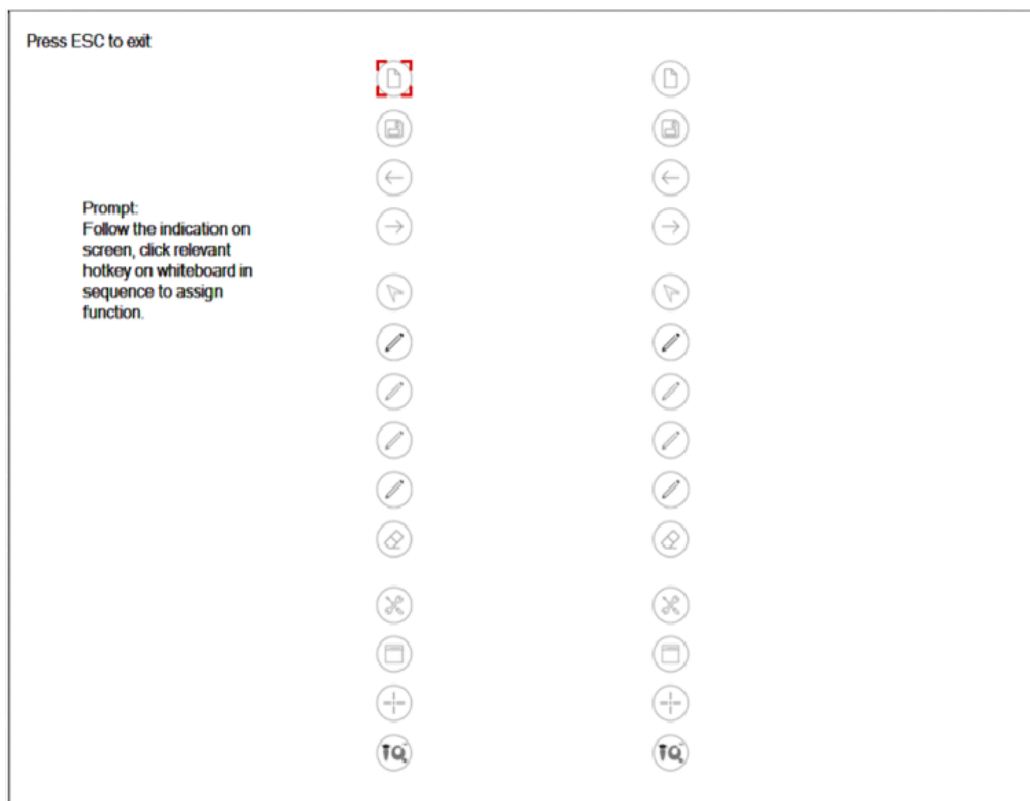 Press ESC to exit
Prompt:
Follow the indication on
screen, click relevant
hotkey on whiteboard in
sequence to assign
function.